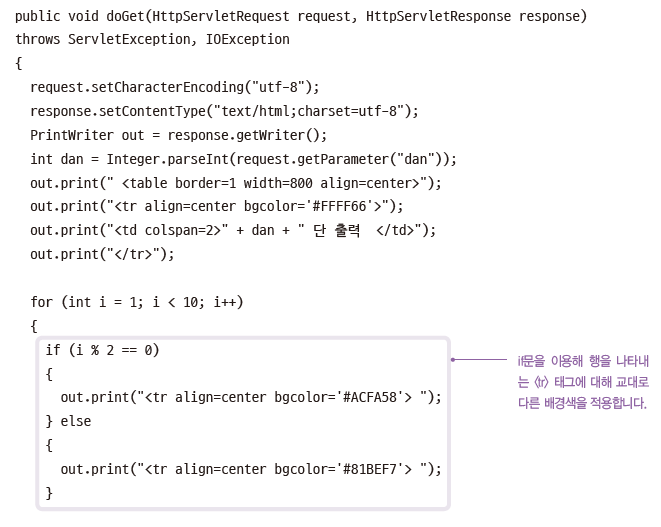 public void doGet(HttpServletRequest request, HttpServletResponse response)
throws ServletException, IOException
{
request.setCharacterEncoding("utf-8");
response.setContentType("text/html;charset=utf-8");
PrintWriter out = response.getWriter();
int dan = Integer.parseInt(request.getParameter("dan"));
out.print(" <table border=1 width=800 align=center>");
out.print("<tr align=center bgcolor='#FFFF66'>");
out.print("<td colspan=2>" + dan + " 단 출력  </td>");
out.print("</tr>");
for (int i = 1; i < 10; i++)
{
if (i % 2 == 0)
{
out.print("<tr align=center bgcolor='#ACFA58'> ");
} else
{
out.print("<tr align=center bgcolor='#81BEF7'> ");
}
if문을 이용해 행을 나타내
는 <tr> 태그에 대해 교대로
다른 배경색을 적용합니다.